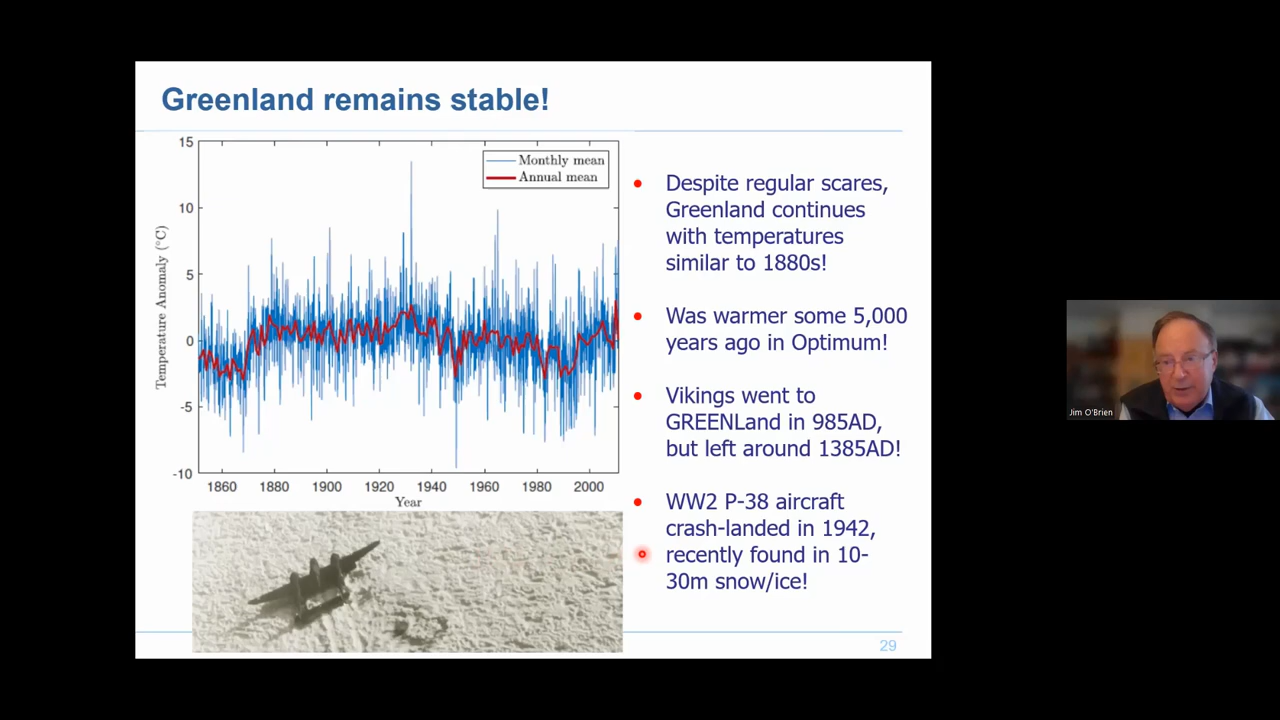 Greenland remains stable!
15
10
5
0
-5
-10
Temperature Anomaly (°C)
Monthly mean
Annual mean
1860 1880 1900 1920 1940 1960 1980 2000
Year
• Despite regular scares,
Greenland continues
with temperatures
similar to 1880s!
• Was warmer some 5,000
years ago in Optimum!
• Vikings went to
GREENLand in 985AD,
but left around 1385AD!
• WW2 P-38 aircraft
crash-landed in 1942,
recently found in 10-
30m snow/ice!
29
Jim O'Brien